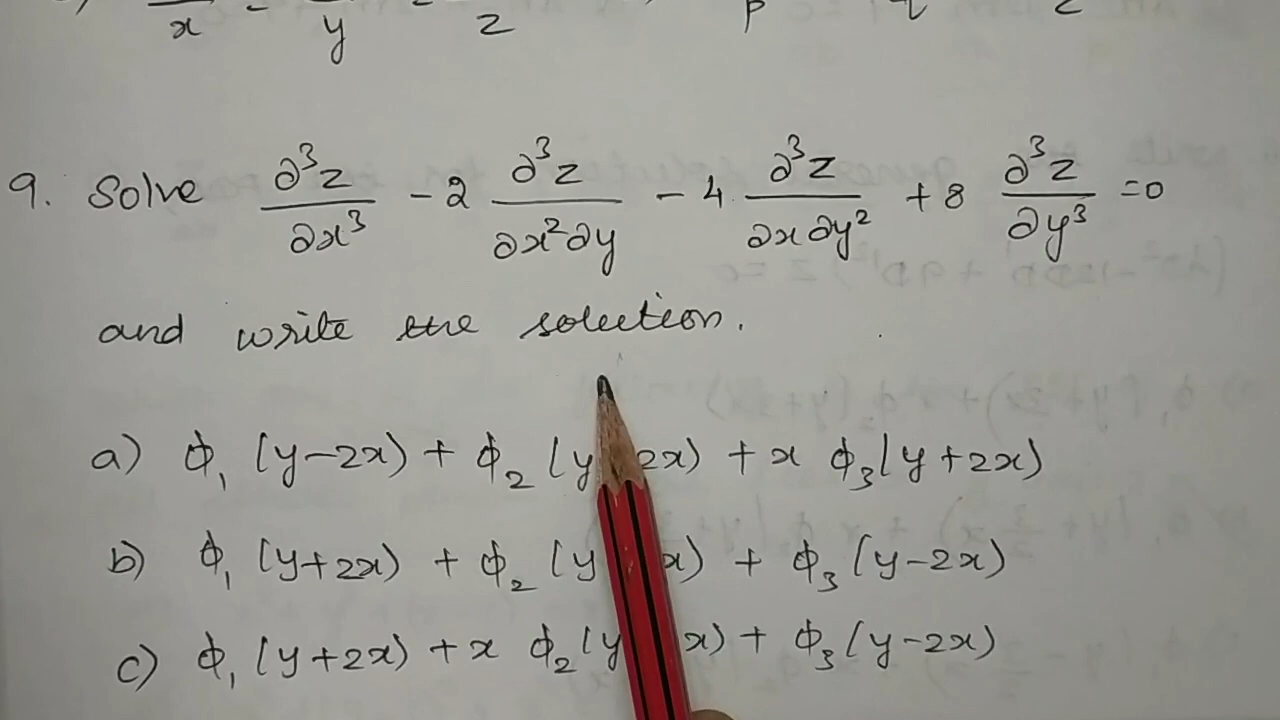 x y z p q z
9. Solve ∂³z/∂x³ - 2 ∂³z/∂x²∂y - 4 ∂³z/∂x∂y² + 8 ∂³z/∂y³ = 0
and write the solution.
a) ϕ₁ (y-2x) + ϕ₂ (y 2x) + x ϕ₃ (y+2x)
b) ϕ₁ (y+2x) + ϕ₂ (y x) + ϕ₃ (y-2x)
c) ϕ₁ (y+2x) + x ϕ₂ (y x) + ϕ₃ (y-2x)